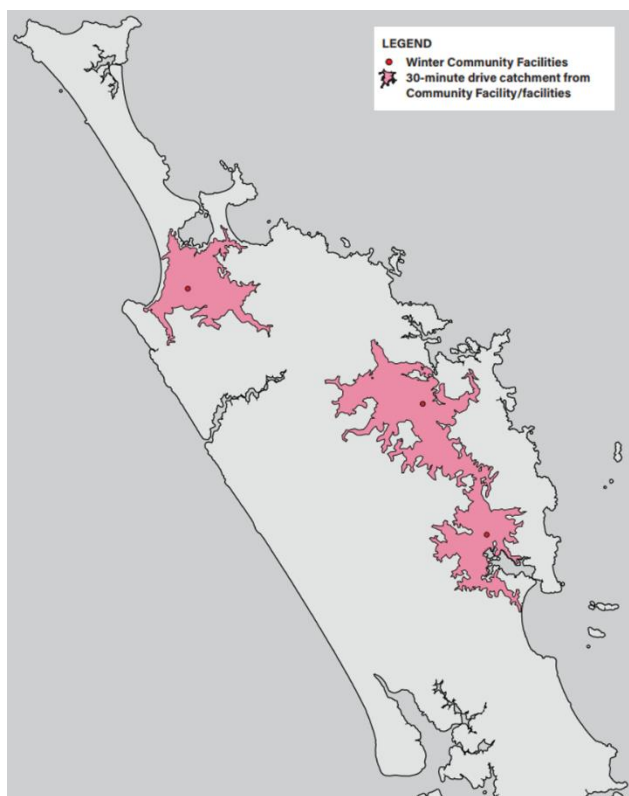 LEGEND
Winter Community Facilities
30-minute drive catchment from
Community Facility/facilities